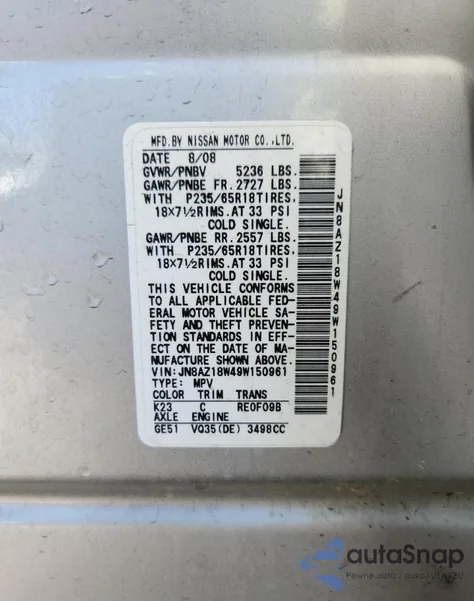 MFD.BY NISSAN MOTOR CO.,LTD.
DATE 8/08
GVWR/PNBV 5236 LBS.
GAWR/PNBE FR.2727 LBS.
WITH P235/65R18TIRES,
18X7½RIMS.AT 33 PSI
COLD SINGLE.
GAWR/PNBE RR.2557 LBS.
WITH P235/65R18TIRES,
18X7½RIMS.AT 33 PSI
COLD SINGLE.
THIS VEHICLE CONFORMS
TO ALL APPLICABLE FED-
ERAL MOTOR VEHICLE SA-
FETY AND THEFT PREVEN-
TION STANDARDS IN EFF-
ECT ON THE DATE OF MA-
NUFACTURE SHOWN ABOVE.
VIN:JN8AZ18W49W150961
TYPE: MPV
COLOR TRIM TRANS
K23 C RE0F09B
AXLE ENGINE
GE51 VQ35(DE) 3498CC
JN8AZ18W49W150961
autoSnap